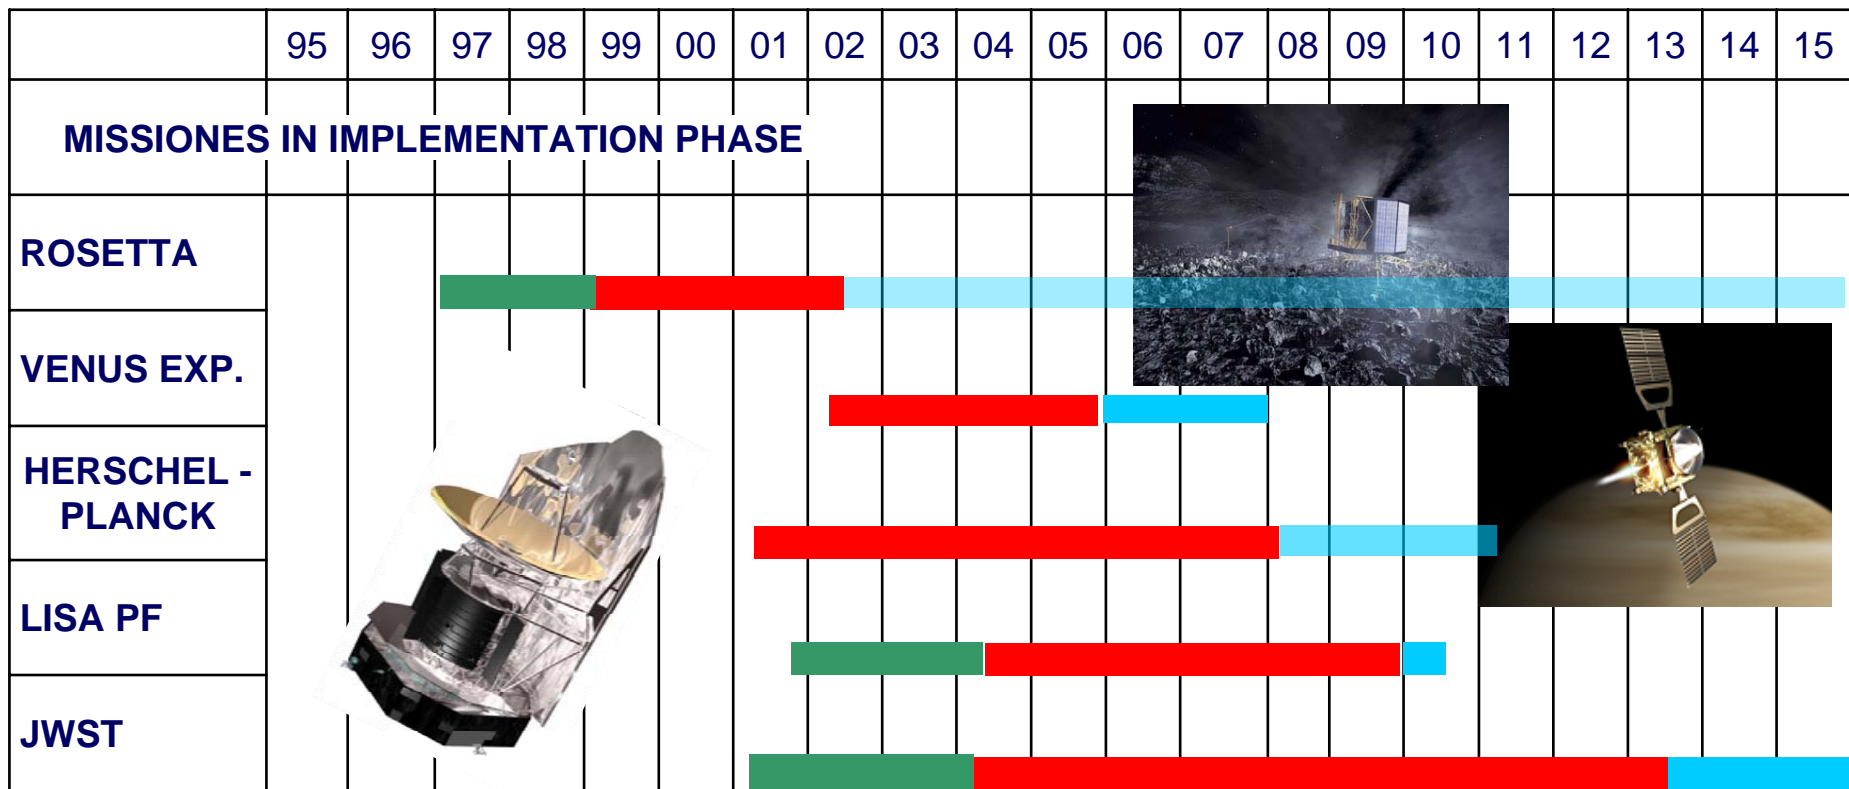 95 96 97 98 99 00 01 02 03 04 05 06 07 08 09 10 11 12 13 14 15
MISSIONES IN IMPLEMENTATION PHASE
ROSETTA
VENUS EXP.
HERSCHEL -
PLANCK
LISA PF
JWST